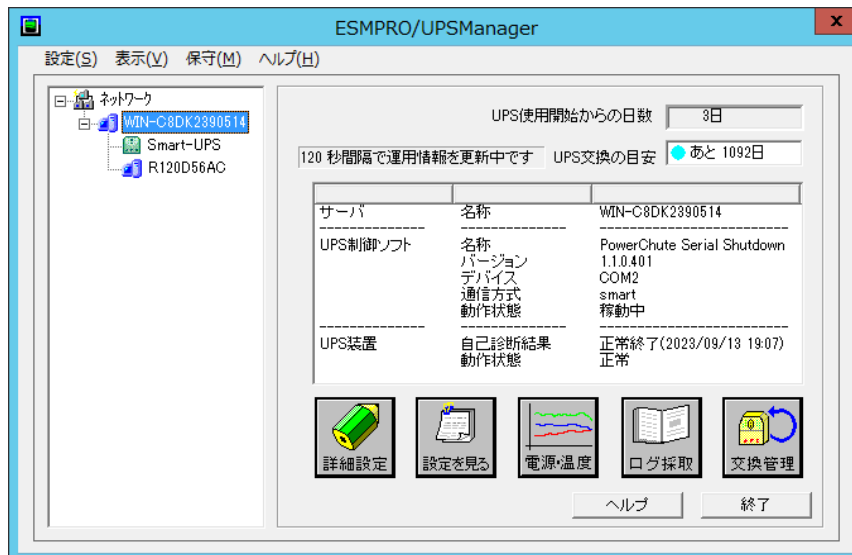 ESMPRO/UPSManager
x
設定(S) 表示(V) 保守(M) ヘルプ(H)
ネットワーク
WIN-C8DK2390514
Smart-UPS
R120D56AC
UPS使用開始からの日数 3日
120 秒間隔で運用情報を更新中です UPS交換の目安 あと 1092日
サーバ 名称 WIN-C8DK2390514
UPS制御ソフト 名称 PowerChute Serial Shutdown
バージョン 1.1.0.401
デバイス COM2
通信方式 smart
動作状態 稼動中
UPS装置 自己診断結果 正常終了(2023/09/13 19:07)
動作状態 正常
詳細設定 設定を見る 電源・温度 ログ採取 交換管理
ヘルプ 終了